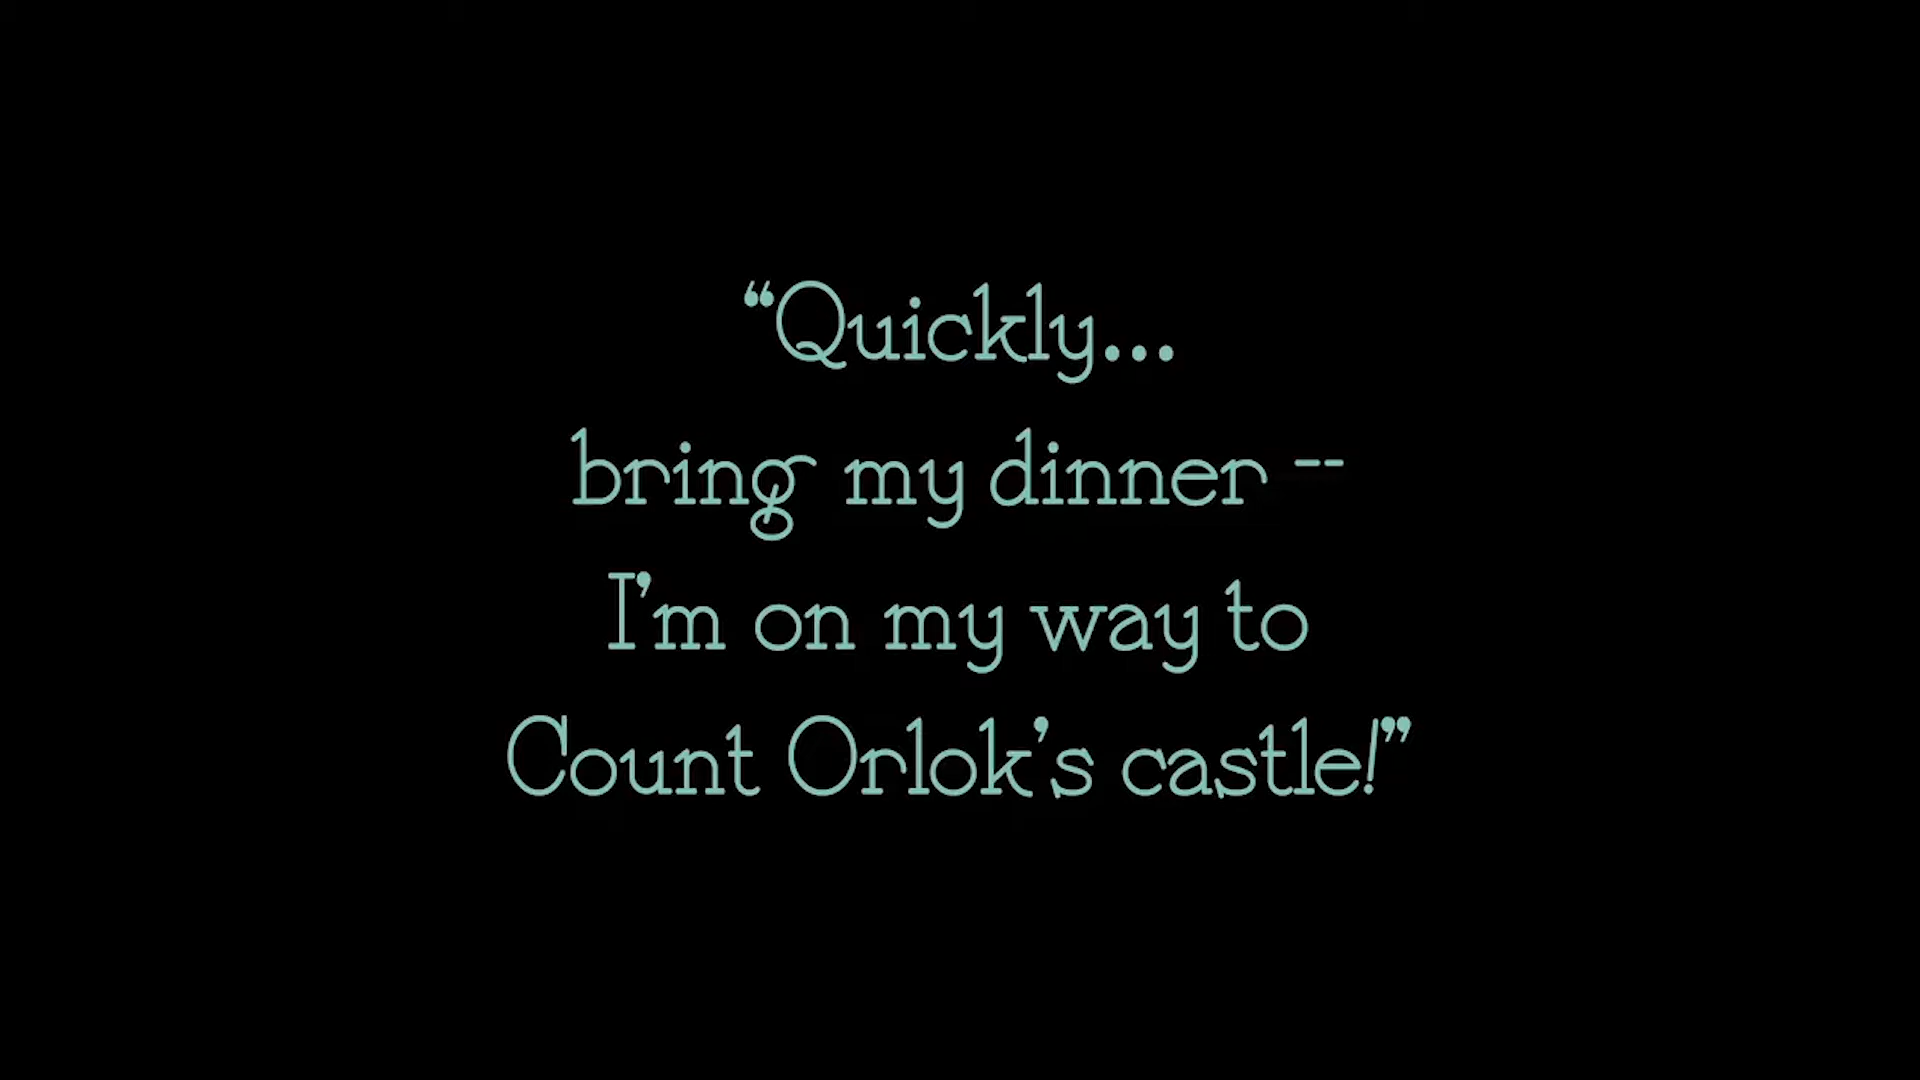 “Quickly...
bring my dinner --
I’m on my way to
Count Orlok’s castle!”